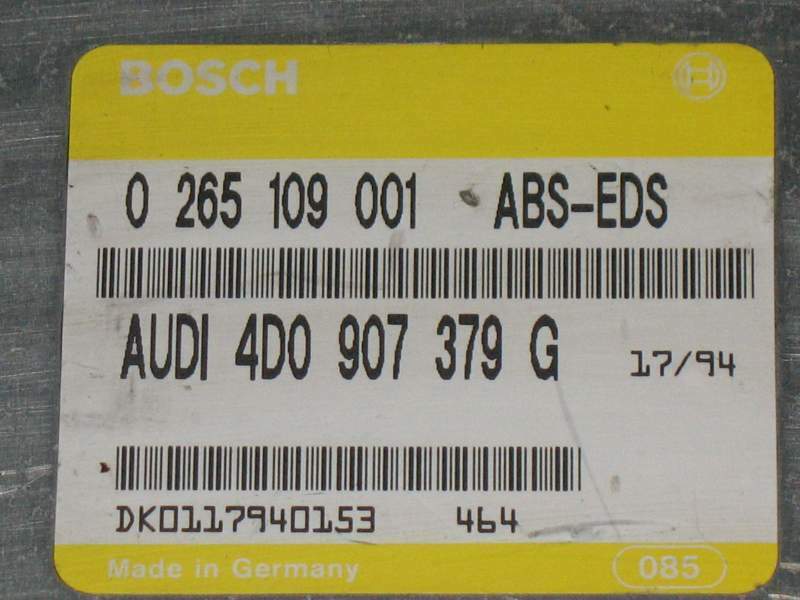 BOSCH
0 265 109 001 ABS-EDS
AUDI 4D0 907 379 G 17/94
DK0117940153 464
Made in Germany 085